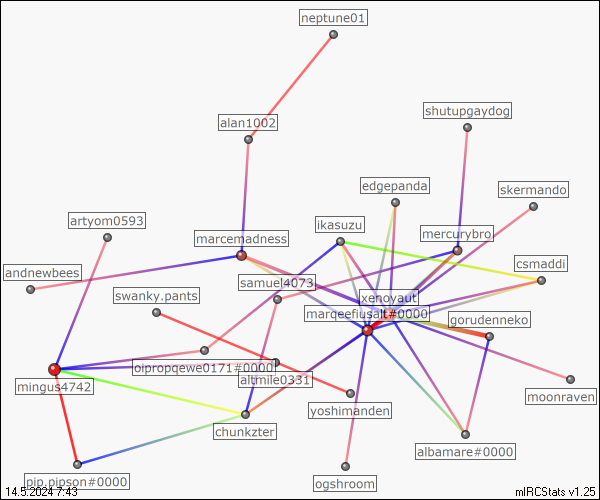 neptune01
alan1002
shutupgaydog
edgepanda
skermando
artyom0593
ikasuzu
mercurybro
marcemadness
andnewbees
samuel4073
csmaddi
swanky.pants
xenoyaut
marqeefiusalt#0000
gorudenneko
oipropqewe0171#0000
altmile0331
mingus4742
moonraven
yoshimanden
chunkzter
albamare#0000
pip.pipson#0000
ogshroom
14.5.2024 7:43
mIRCStats v1.25